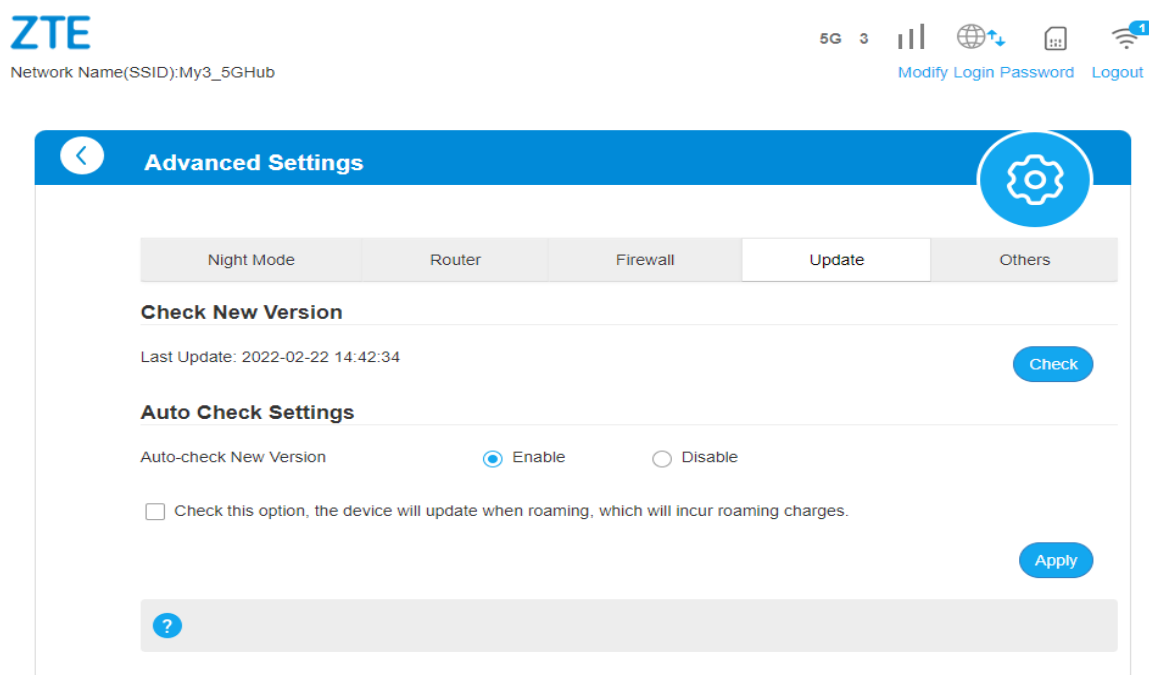 ZTE
5G 3
1
Network Name(SSID):My3_5GHub
Modify Login Password Logout
Advanced Settings
Night Mode Router Firewall Update Others
Check New Version
Last Update: 2022-02-22 14:42:34
Check
Auto Check Settings
Auto-check New Version Enable Disable
Check this option, the device will update when roaming, which will incur roaming charges.
Apply
?